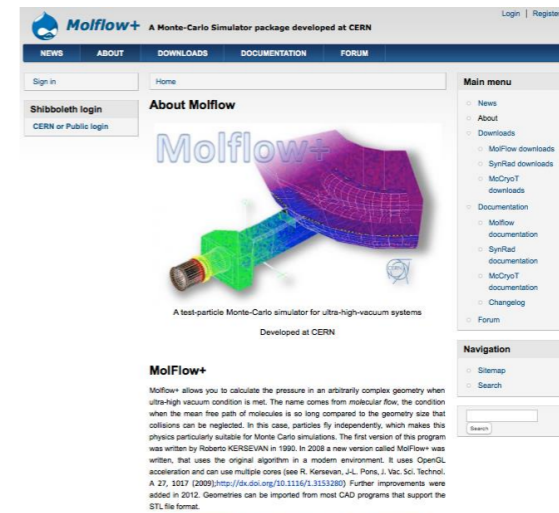 Login | Register
Molflow+ A Monte-Carlo Simulator package developed at CERN
NEWS ABOUT DOWNLOADS DOCUMENTATION FORUM
Sign in
Shibboleth login
CERN or Public login
Home
About Molflow
Molflow+
CERN
A test-particle Monte-Carlo simulator for ultra-high-vacuum systems
Developed at CERN
MolFlow+
Molflow+ allows you to calculate the pressure in an arbitrarily complex geometry when
ultra-high vacuum condition is met. The name comes from molecular flow, the condition
when the mean free path of molecules is so long compared to the geometry size that
collisions can be neglected. In this case, particles fly independently, which makes this
physics particularly suitable for Monte Carlo simulations. The first version of this program
was written by Roberto KERSEVAN in 1990. In 2008 a new version called MolFlow+ was
written, that uses the original algorithm in a modern environment. It uses OpenGL
acceleration and can use multiple cores (see R. Kersevan, J-L. Pons, J. Vac. Sci. Technol.
A 27, 1017 (2009);http://dx.doi.org/10.1116/1.3153280) Further improvements were
added in 2012. Geometries can be imported from most CAD programs that support the
STL file format.
Main menu
News
About
Downloads
MolFlow downloads
SynRad downloads
McCryoT
downloads
Documentation
Molflow
documentation
SynRad
documentation
McCryoT
documentation
Changelog
Forum
Navigation
Sitemap
Search
Search